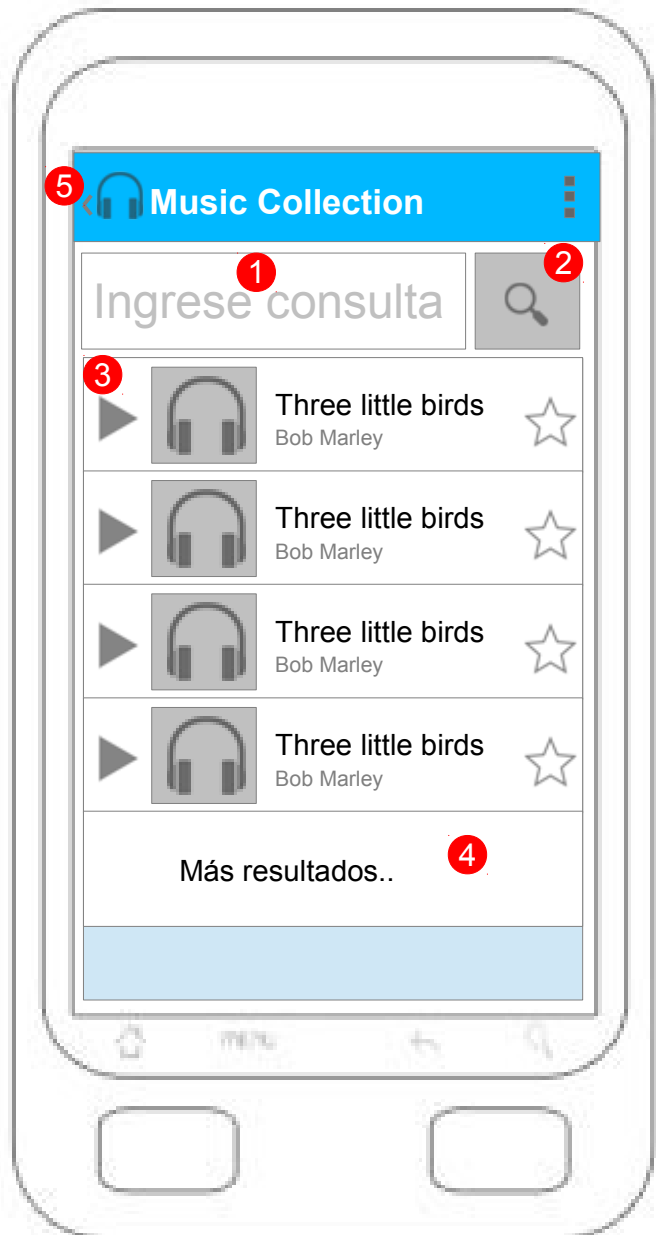 5
Music Collection
1
2
Ingrese consulta
3
Three little birds
Bob Marley
Three little birds
Bob Marley
Three little birds
Bob Marley
Three little birds
Bob Marley
4
Más resultados..
MENU